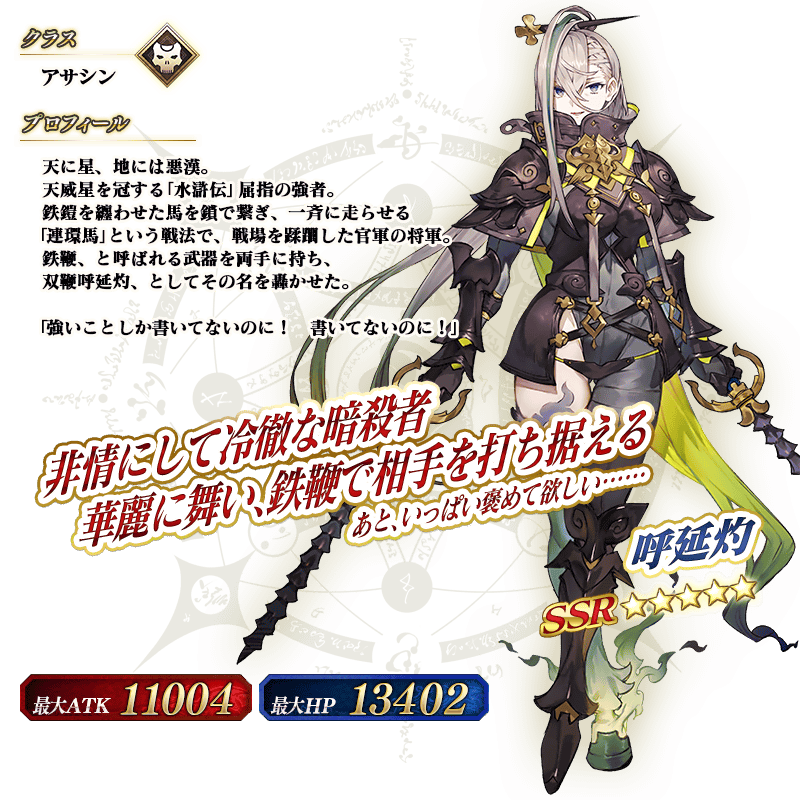 クラス
アサシン
プロフィール
天に星、地には悪漢。
天威星を冠する「水滸伝」屈指の強者。
鉄鎧を纏わせた馬を鎖で繋ぎ、一斉に走らせる
「連環馬」という戦法で、戦場を蹂躙した官軍の将軍。
鉄鞭、と呼ばれる武器を両手に持ち、
双鞭呼延灼、としてその名を轟かせた。
「強いことしか書いてないのに！　書いてないのに！」
非情にして冷徹な暗殺者
華麗に舞い、鉄鞭で相手を打ち据える
あと、いっぱい褒めて欲しい……
呼延灼
SSR
最大ATK 11004
最大HP 13402